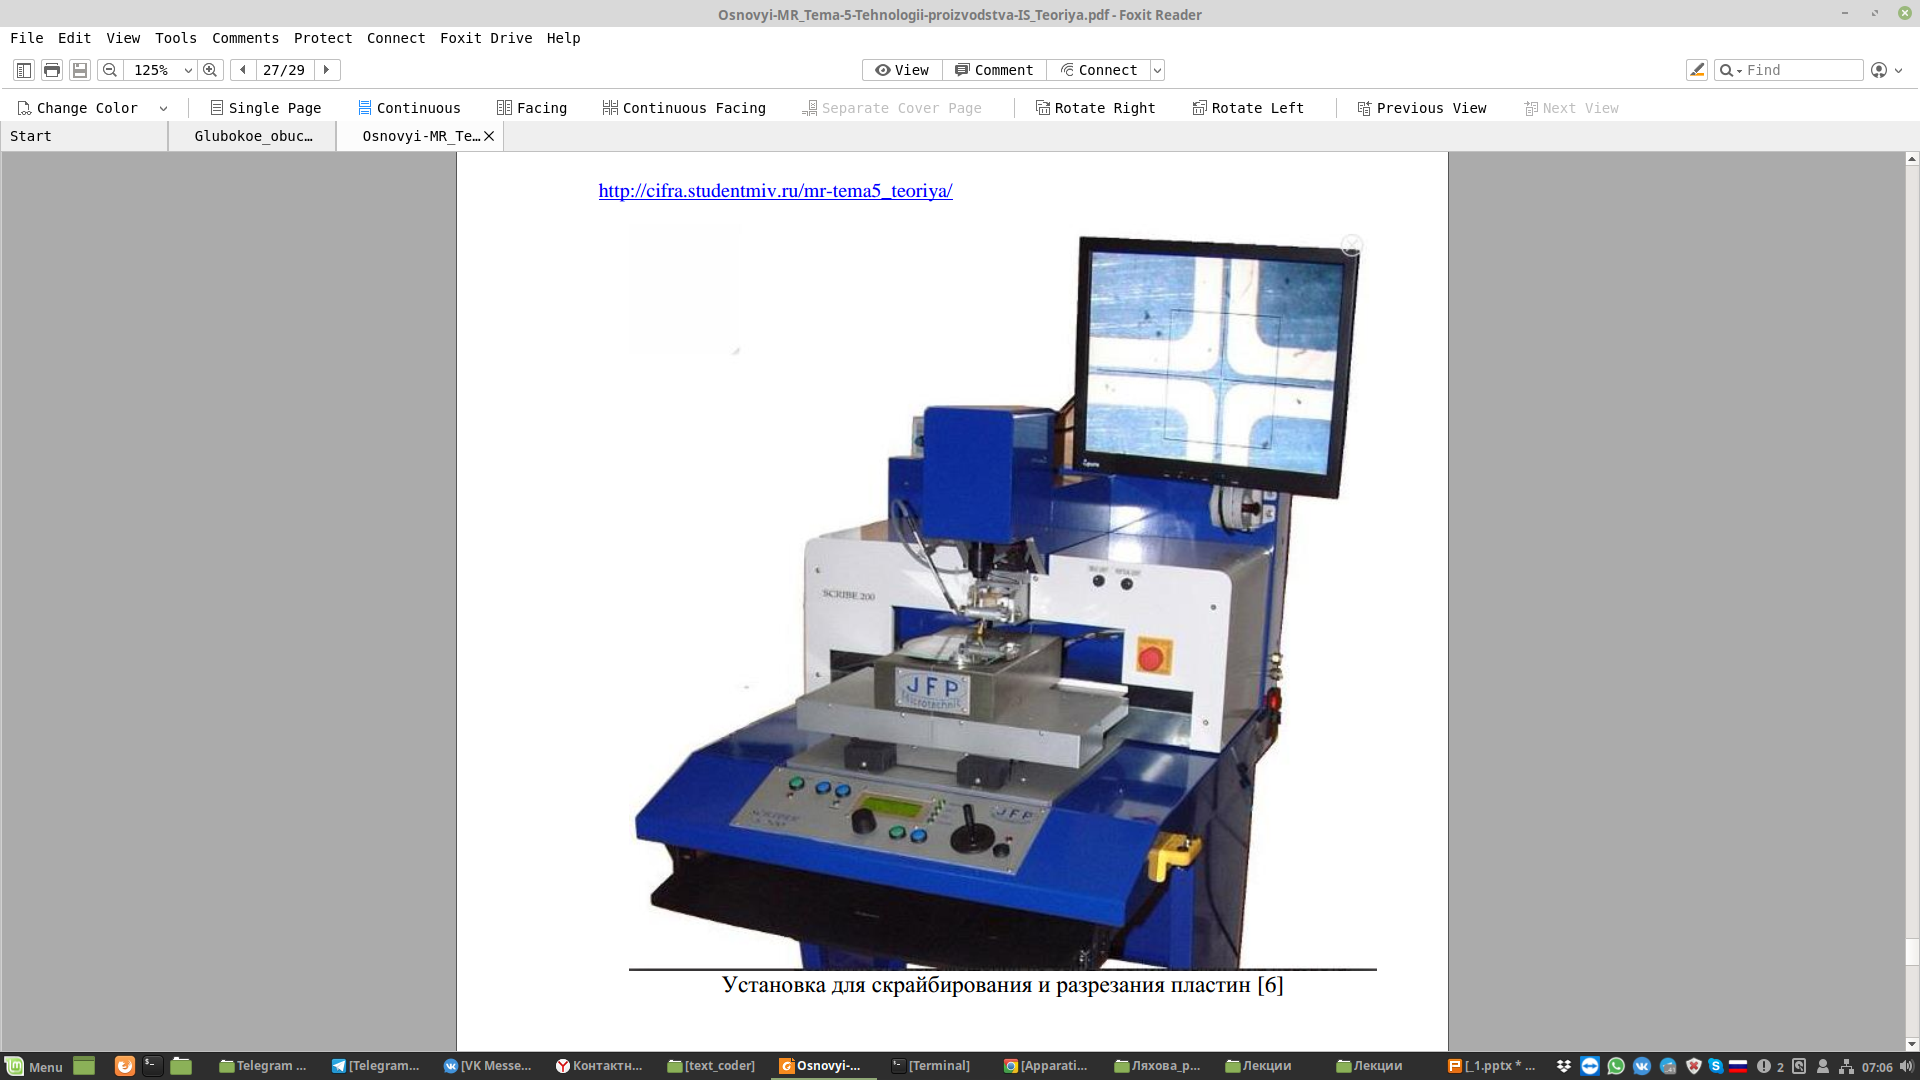 Osnovyi-MR_Tema-5-Tehnologii-proizvodstva-IS_Teoriya.pdf - Foxit Reader
File Edit View Tools Comments Protect Connect Foxit Drive Help
125% 27/29 View Comment Connect Find
Change Color Single Page Continuous Facing Continuous Facing Separate Cover Page Rotate Right Rotate Left Previous View Next View
Start Glubokoe_obuc... Osnovyi-MR_Te...
http://cifra.studentmiv.ru/mr-tema5_teoriya/
SCRIBE 200
JFP
Microtechnic
JFP
Установка для скрайбирования и разрезания пластин [6]
Menu Telegram ... [Telegram... [VK Messe... Контактн... [text_coder] Osnovyi-... [Terminal] [Apparati... Ляхова_р... Лекции Лекции [_1.pptx * ... 2 07:06